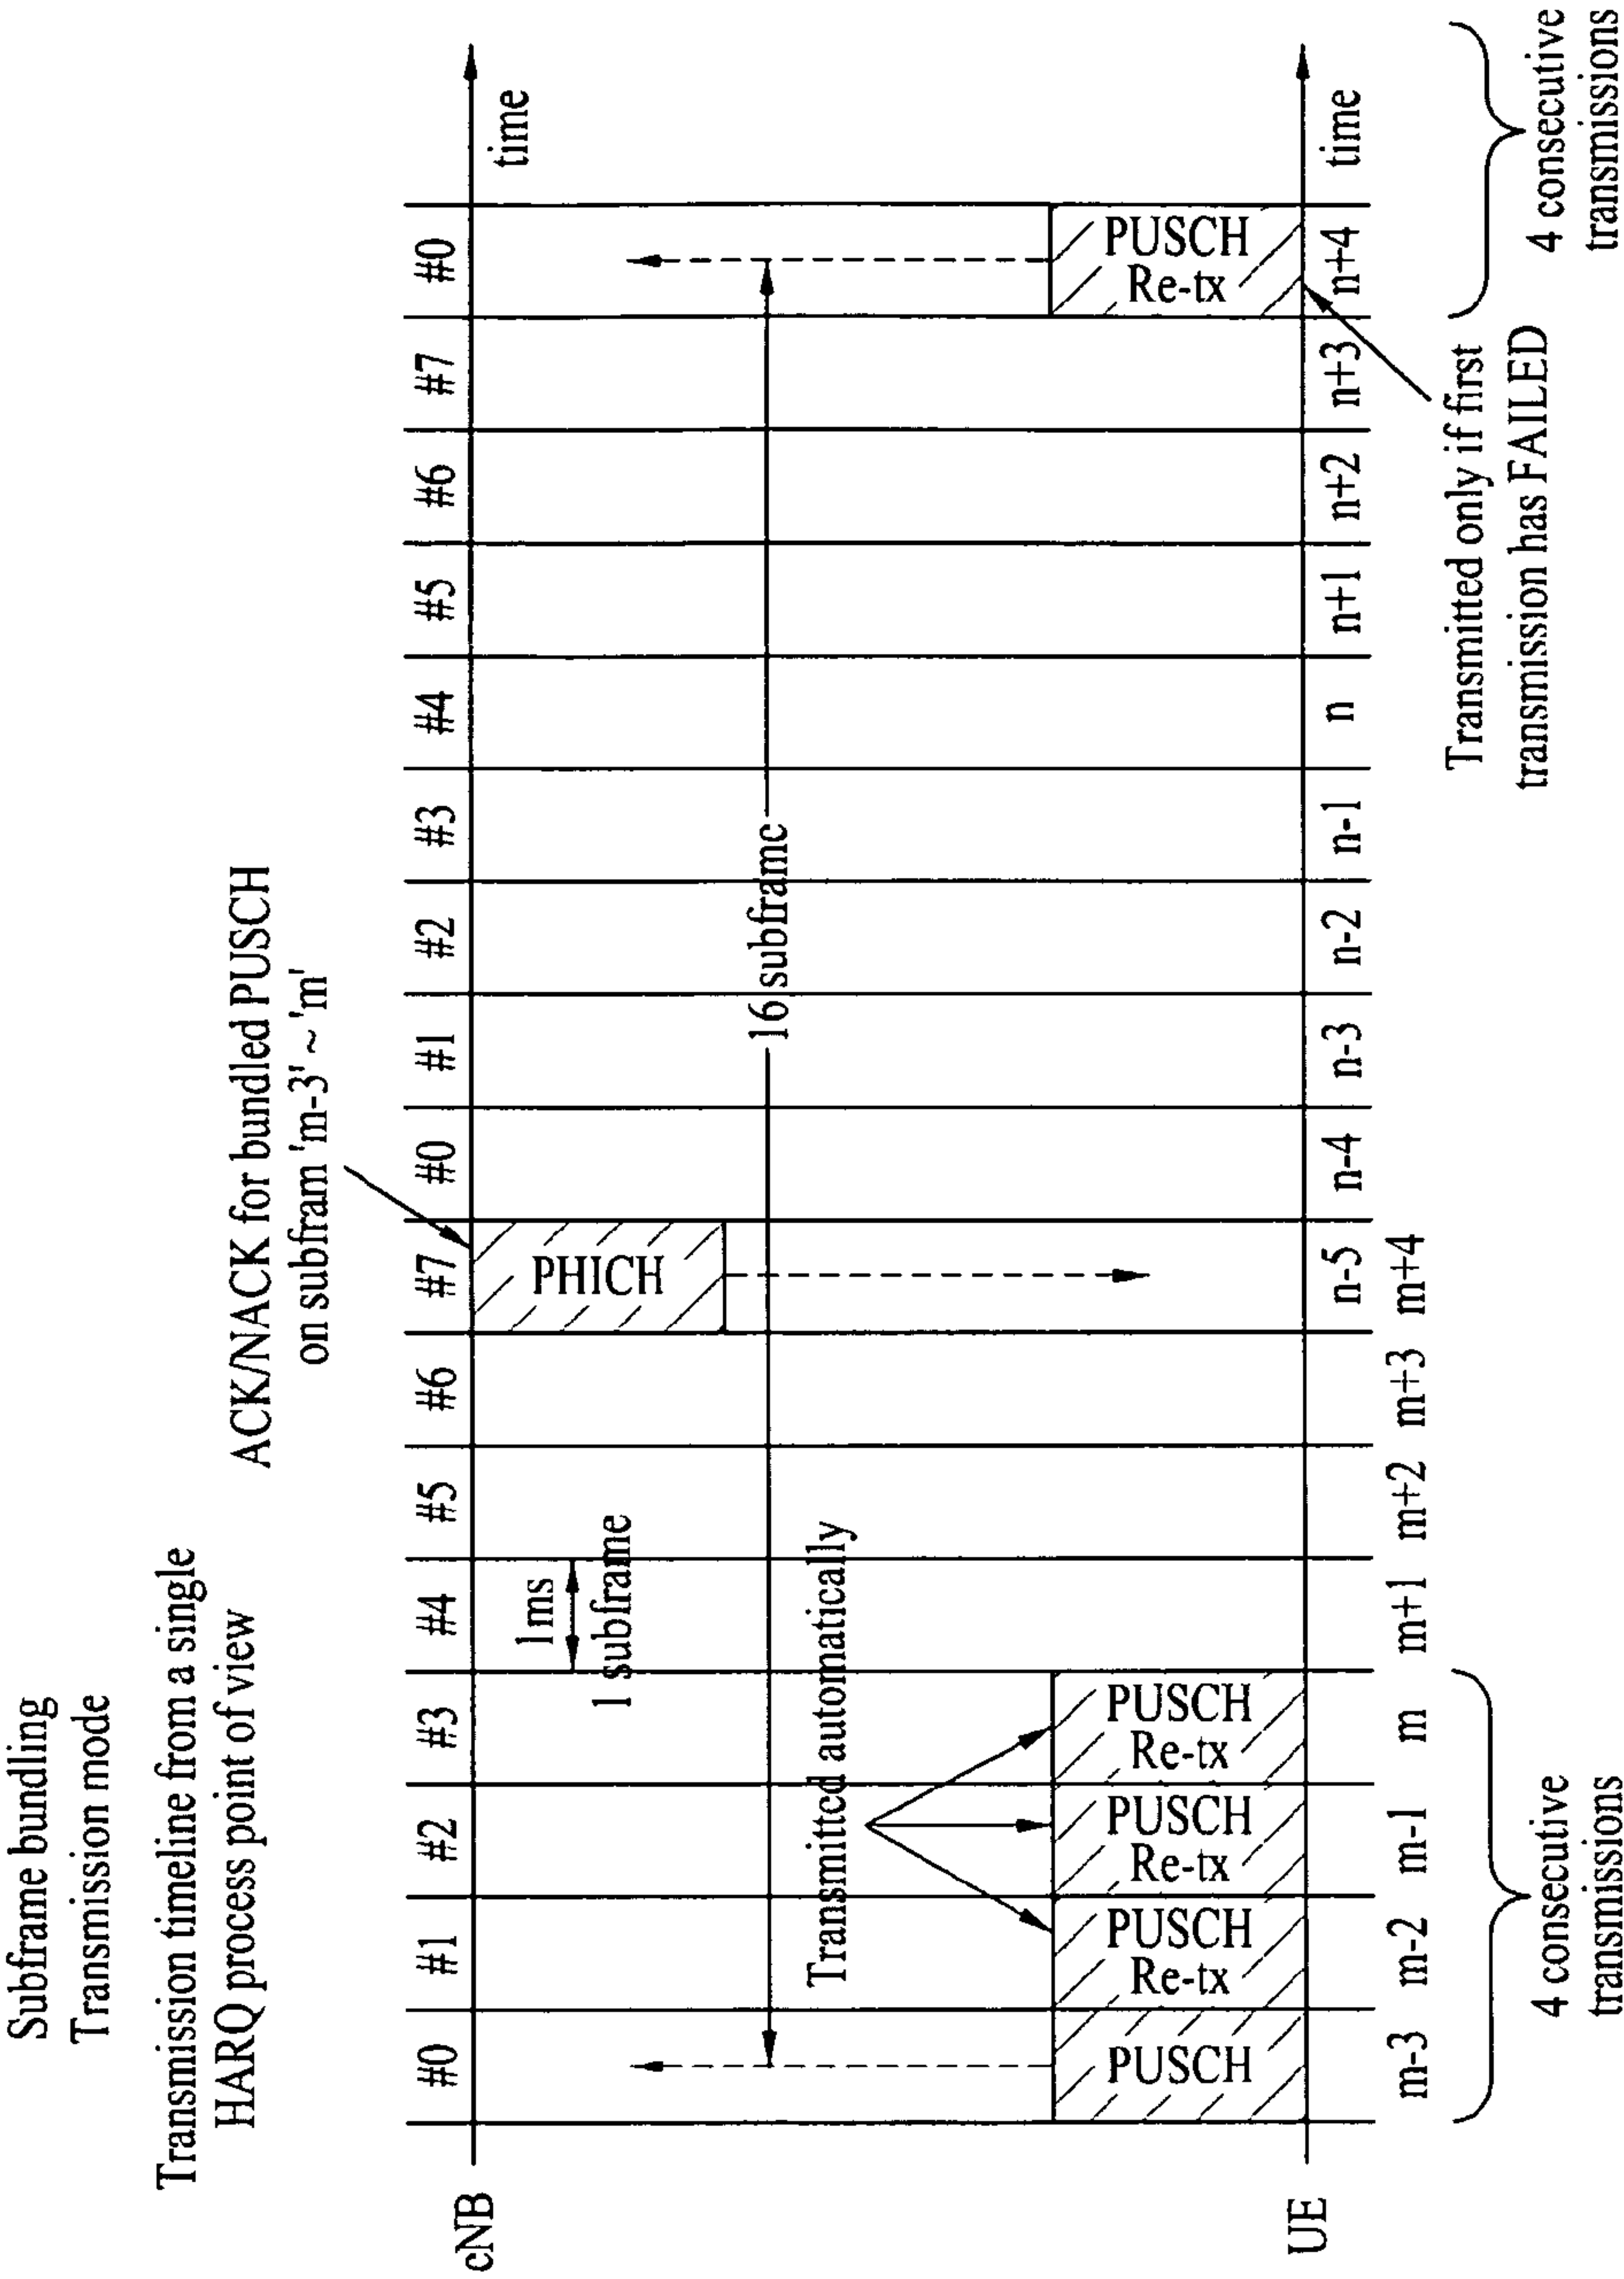 Subframe bundling
Transmission mode
Transmission timeline from a single
HARQ process point of view
ACK/NACK for bundled PUSCH
on subfram 'm-3' ~ 'm'
#0 #1 #2 #3 #4 #5 #6 #7 #0 #1 #2 #3 #4 #5 #6 #7 #0
cNB
time
1ms
1 subframe
PHICH
16 subframc
Transmitted automatically
PUSCH
PUSCH
Re-tx
PUSCH
Re-tx
PUSCH
Re-tx
PUSCH
Re-tx
UE
time
n-5 n-4 n-3 n-2 n-1 n n+1 n+2 n+3 n+4
m-3 m-2 m-1 m m+1 m+2 m+3 m+4
4 consecutive
transmissions
Transmitted only if first
transmission has FAILED
4 consecutive
transmissions